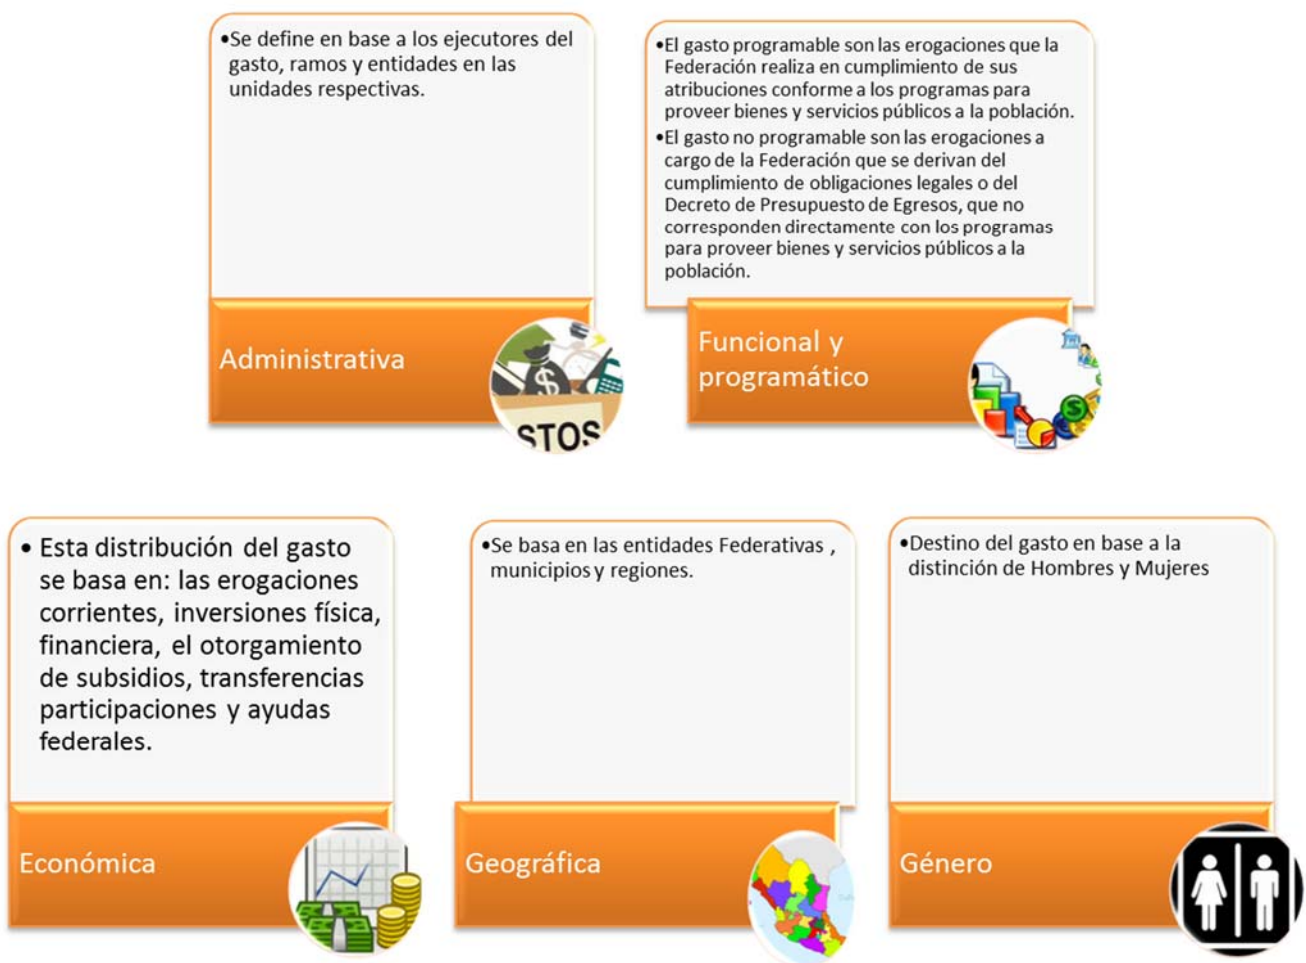 •Se define en base a los ejecutores del
gasto, ramos y entidades en las
unidades respectivas.
Administrativa
$
STOS
•El gasto programable son las erogaciones que la
Federación realiza en cumplimiento de sus
atribuciones conforme a los programas para
proveer bienes y servicios públicos a la población.
•El gasto no programable son las erogaciones a
cargo de la Federación que se derivan del
cumplimiento de obligaciones legales o del
Decreto de Presupuesto de Egresos, que no
corresponden directamente con los programas
para proveer bienes y servicios públicos a la
población.
Funcional y
programático
$
• Esta distribución del gasto
se basa en: las erogaciones
corrientes, inversiones física,
financiera, el otorgamiento
de subsidios, transferencias
participaciones y ayudas
federales.
Económica
•Se basa en las entidades Federativas ,
municipios y regiones.
Geográfica
•Destino del gasto en base a la
distinción de Hombres y Mujeres
Género